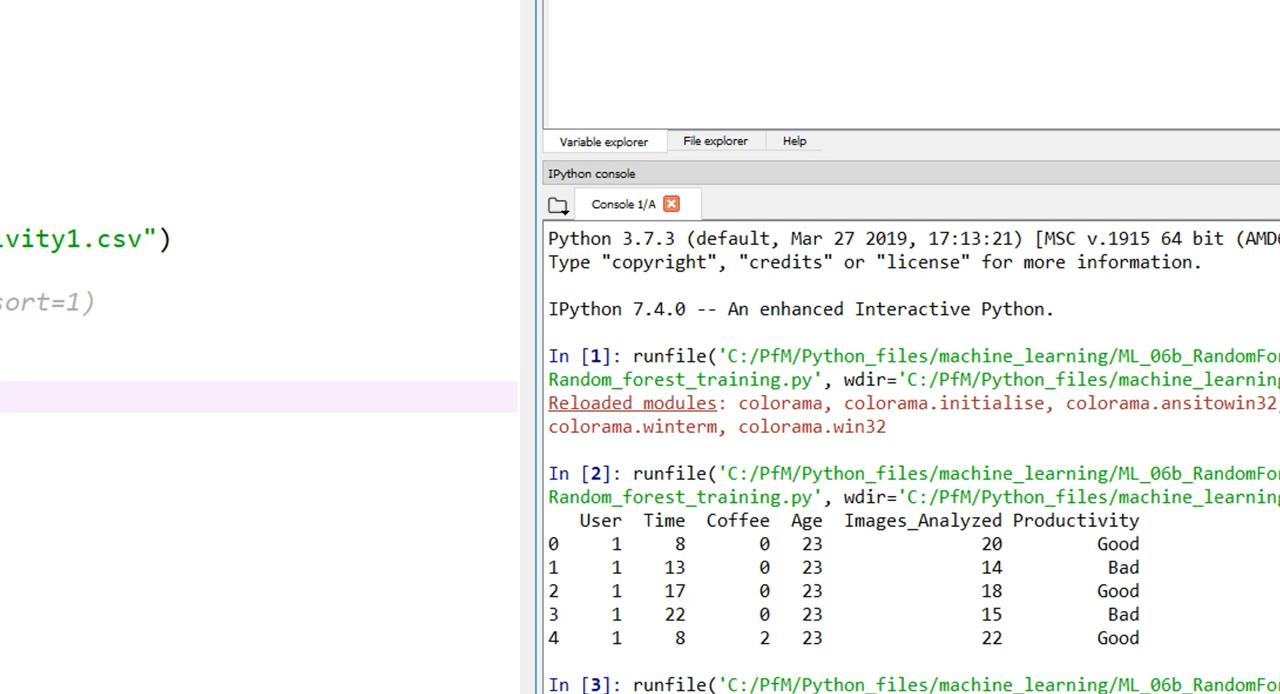 Variable explorer File explorer Help
IPython console
Console 1/A
vity1.csv")
sort=1)
Python 3.7.3 (default, Mar 27 2019, 17:13:21) [MSC v.1915 64 bit (AMD6
Type "copyright", "credits" or "license" for more information.
IPython 7.4.0 -- An enhanced Interactive Python.
In [1]: runfile('C:/PfM/Python_files/machine_learning/ML_06b_RandomFor
Random_forest_training.py', wdir='C:/PfM/Python_files/machine_learning
Reloaded modules: colorama, colorama.initialise, colorama.ansitowin32,
colorama.winterm, colorama.win32
In [2]: runfile('C:/PfM/Python_files/machine_learning/ML_06b_RandomFor
Random_forest_training.py', wdir='C:/PfM/Python_files/machine_learning
User Time Coffee Age Images_Analyzed Productivity
0 1 8 0 23 20 Good
1 1 13 0 23 14 Bad
2 1 17 0 23 18 Good
3 1 22 0 23 15 Bad
4 1 8 2 23 22 Good
In [3]: runfile('C:/PfM/Python_files/machine_learning/ML_06b_RandomFor